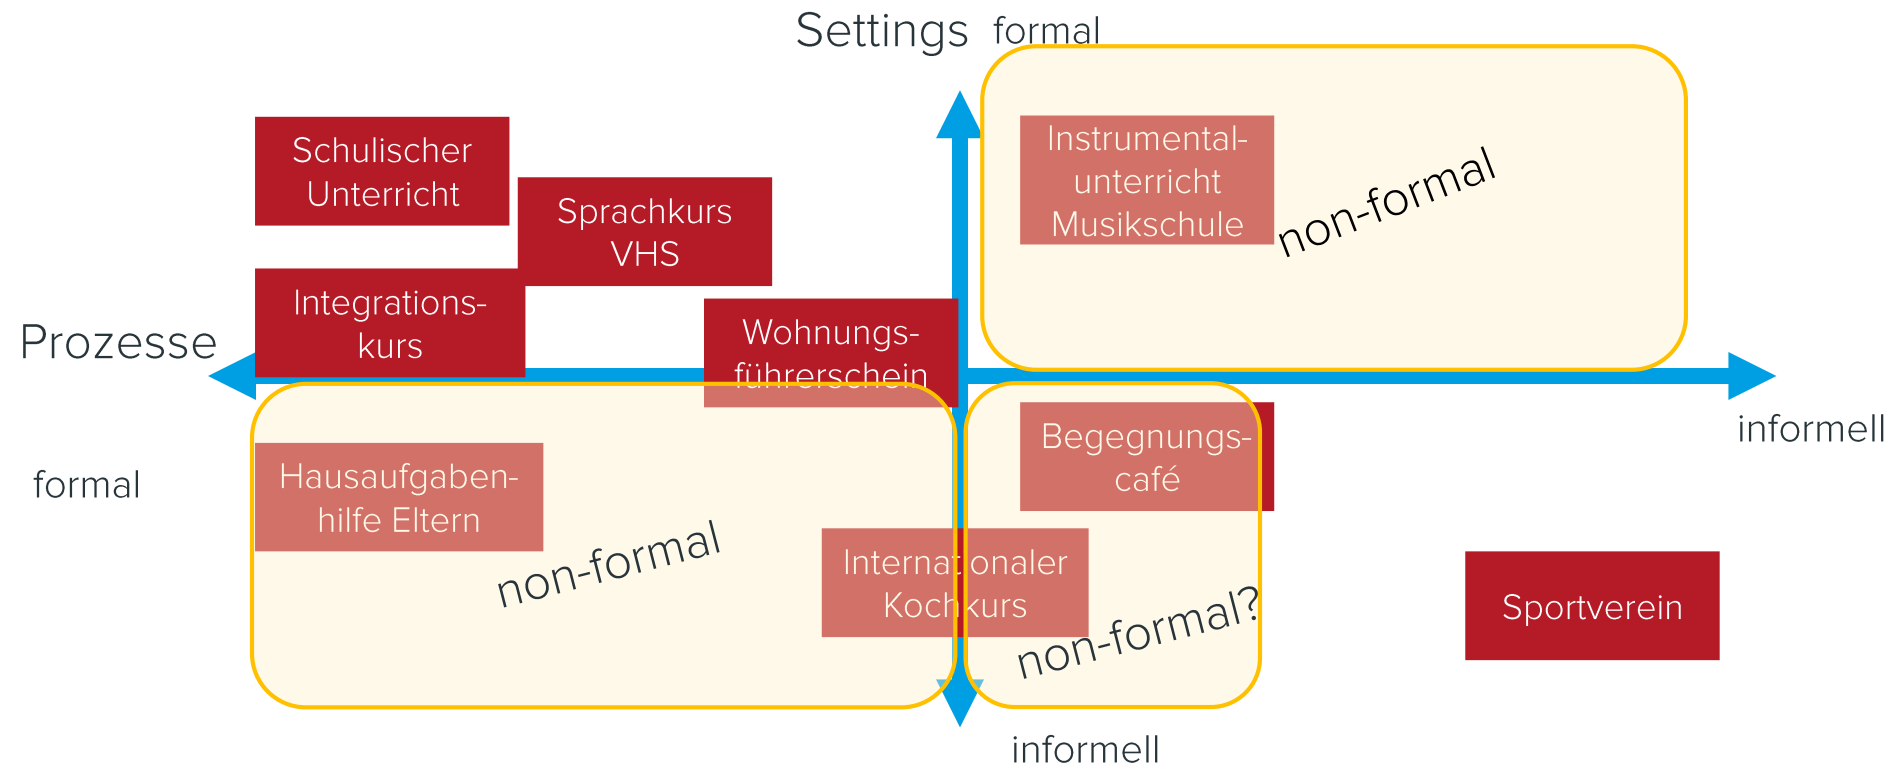 Settings formal
Schulischer
Unterricht
Sprachkurs
VHS
Instrumental-
unterricht
Musikschule
non-formal
Integrations-
kurs
Prozesse
Wohnungs-
führerschein
informell
formal
Hausaufgaben-
hilfe Eltern
non-formal
Begegnungs-
café
Internationaler
Kochkurs
non-formal?
Sportverein
informell